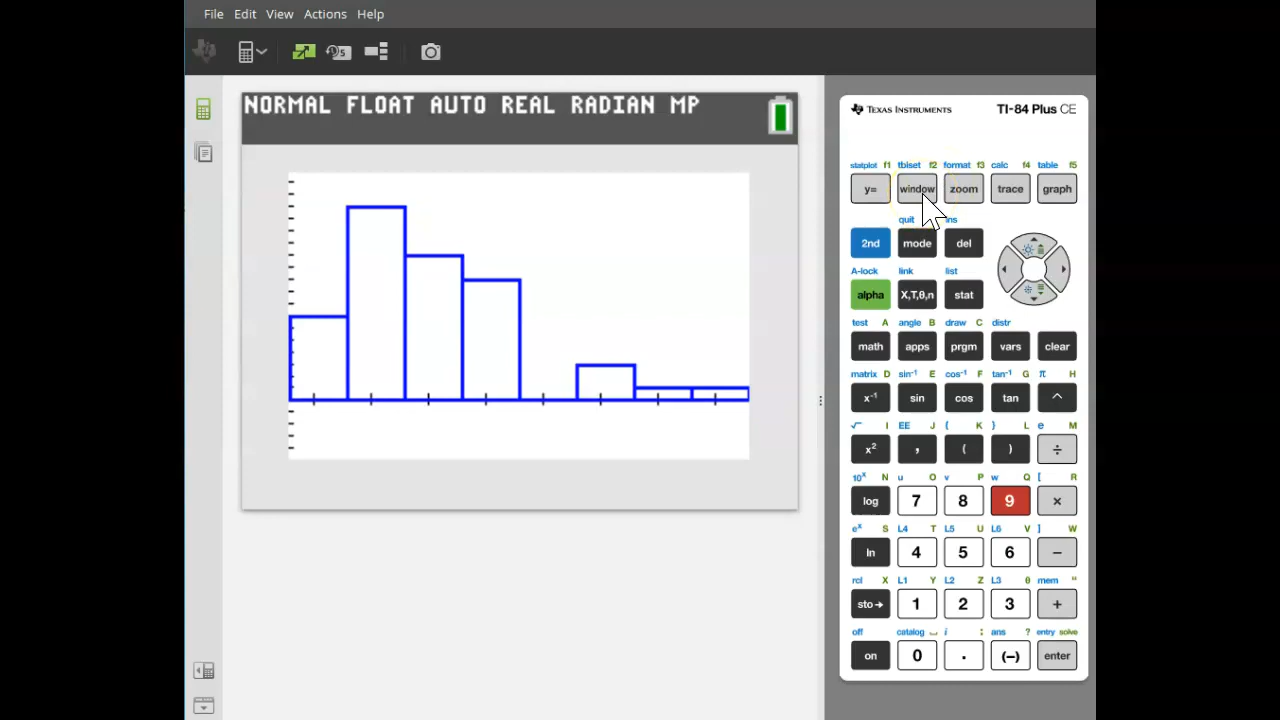 File Edit View Actions Help
NORMAL FLOAT AUTO REAL RADIAN MP
TEXAS INSTRUMENTS TI-84 Plus CE
statplot f1 tblset f2 format f3 calc f4 table f5
y= window zoom trace graph
quit ins
2nd mode del
A-lock link list
alpha X,T,θ,n stat
test A angle B draw C distr
math apps prgm vars clear
matrix D sin⁻¹ E cos⁻¹ F tan⁻¹ G π H
x⁻¹ sin cos tan ^
√ I EE J { K } L e M
x² , ( ) ÷
10ˣ N u O v P w Q [ R
log 7 8 9 ×
eˣ S L4 T L5 U L6 V ] W
ln 4 5 6 −
rcl X L1 Y L2 Z L3 θ mem "
sto→ 1 2 3 +
off catalog ⎵ i : ans ? entry solve
on 0 . (−) enter